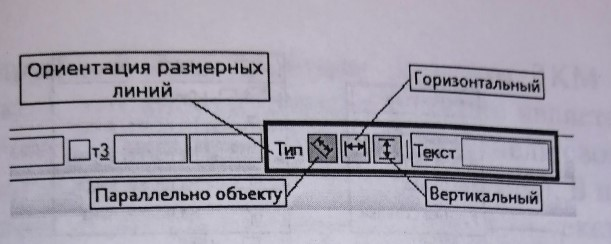 Ориентация размерных
линий
Горизонтальный
т3 Тип Текст
Параллельно объекту
Вертикальный